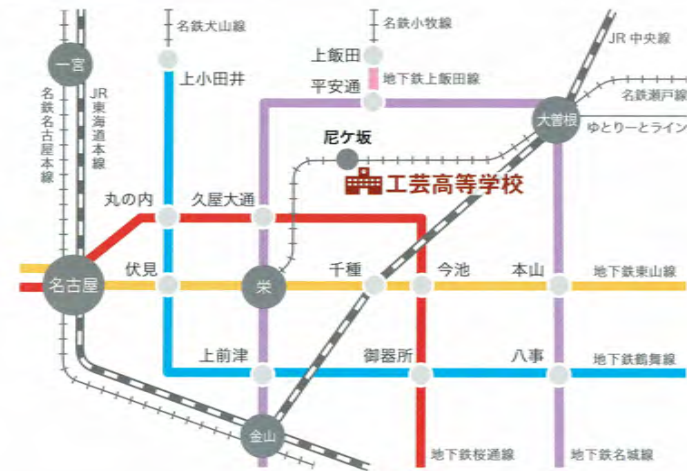 名鉄犬山線
名鉄小牧線
JR中央線
一宮
上小田井
上飯田
地下鉄上飯田線
平安通
名鉄瀬戸線
大曽根
ゆとりーとライン
名鉄名古屋本線
JR東海道本線
尼ケ坂
工芸高等学校
丸の内
久屋大通
名古屋
伏見
栄
千種
今池
本山
地下鉄東山線
上前津
御器所
八事
地下鉄鶴舞線
金山
地下鉄桜通線
地下鉄名城線